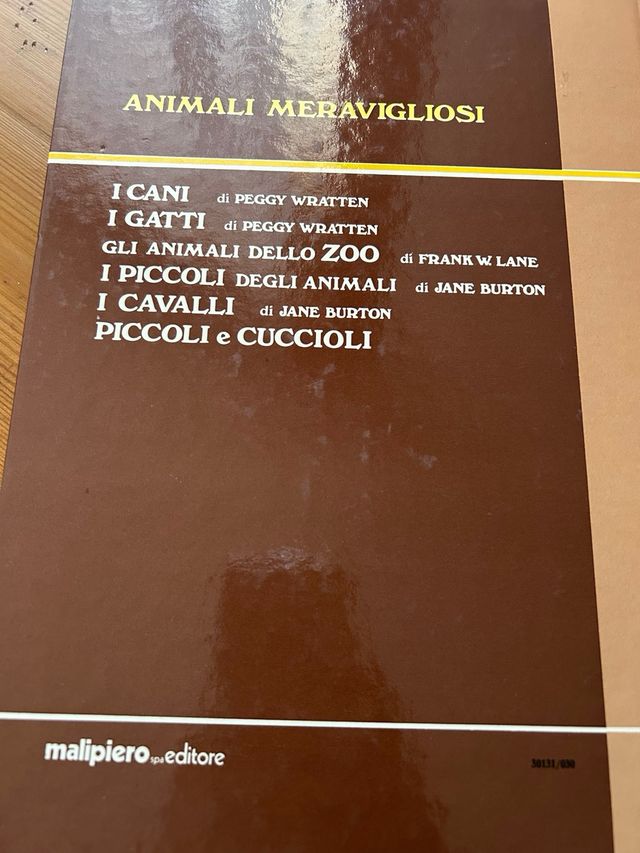 ANIMALI MERAVIGLIOSI
I CANI di PEGGY WRATTEN
I GATTI di PEGGY WRATTEN
GLI ANIMALI DELLO ZOO di FRANK W. LANE
I PICCOLI DEGLI ANIMALI di JANE BURTON
I CAVALLI di JANE BURTON
PICCOLI e CUCCIOLI
malipiero spa editore 30131/030